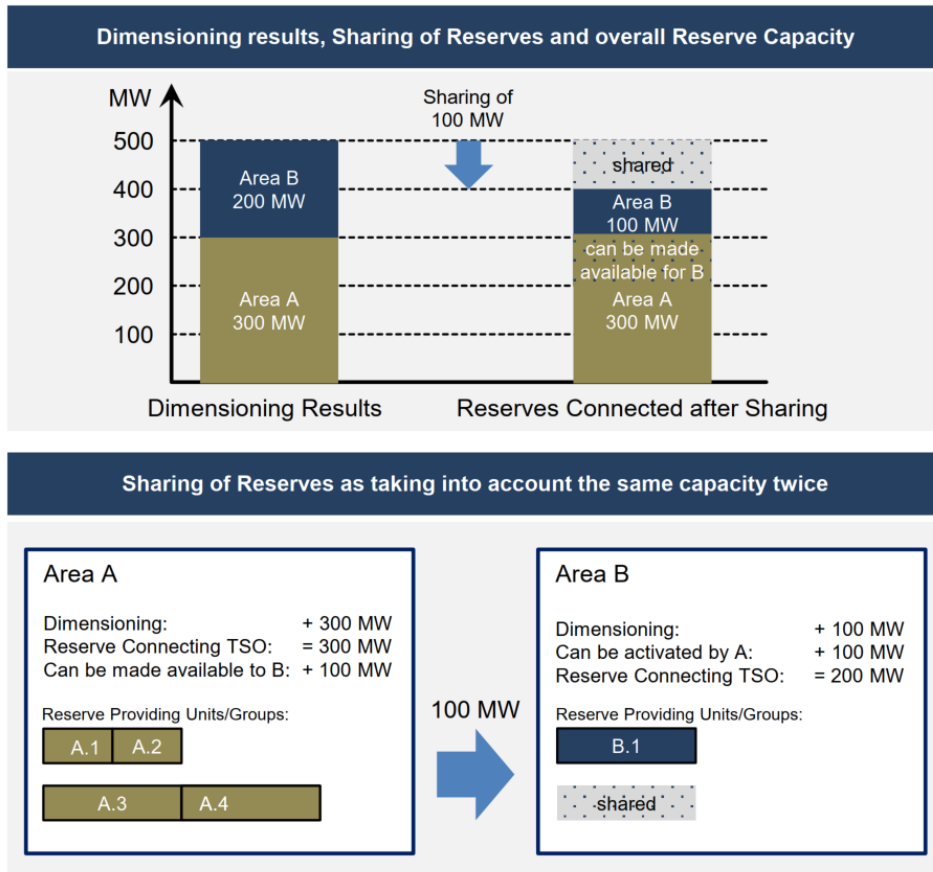 Dimensioning results, Sharing of Reserves and overall Reserve Capacity
MW
Sharing of
100 MW
500
400
300
200
100
Area B
200 MW
Area A
300 MW
shared
Area B
100 MW
can be made
available for B
Area A
300 MW
Dimensioning Results
Reserves Connected after Sharing
Sharing of Reserves as taking into account the same capacity twice
Area A
Dimensioning: + 300 MW
Reserve Connecting TSO: = 300 MW
Can be made available to B: + 100 MW
Reserve Providing Units/Groups:
A.1 A.2
A.3 A.4
100 MW
Area B
Dimensioning: + 100 MW
Can be activated by A: + 100 MW
Reserve Connecting TSO: = 200 MW
Reserve Providing Units/Groups:
B.1
shared